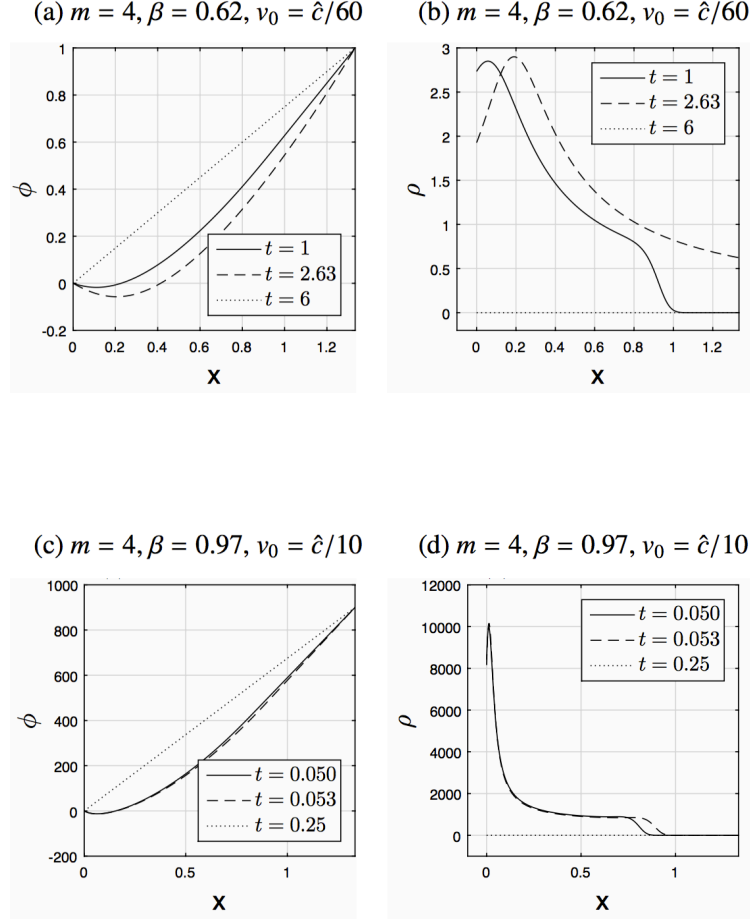 (a) m = 4, β = 0.62, v₀ = ĉ/60
(b) m = 4, β = 0.62, v₀ = ĉ/60
1
0.8
0.6
0.4
0.2
0
-0.2
ϕ
t = 1
t = 2.63
t = 6
0 0.2 0.4 0.6 0.8 1 1.2
X
3
2.5
2
1.5
1
0.5
0
ρ
t = 1
t = 2.63
t = 6
0 0.2 0.4 0.6 0.8 1 1.2
X
(c) m = 4, β = 0.97, v₀ = ĉ/10
(d) m = 4, β = 0.97, v₀ = ĉ/10
1000
800
600
400
200
0
-200
ϕ
t = 0.050
t = 0.053
t = 0.25
0 0.5 1
X
12000
10000
8000
6000
4000
2000
0
ρ
t = 0.050
t = 0.053
t = 0.25
0 0.5 1
X